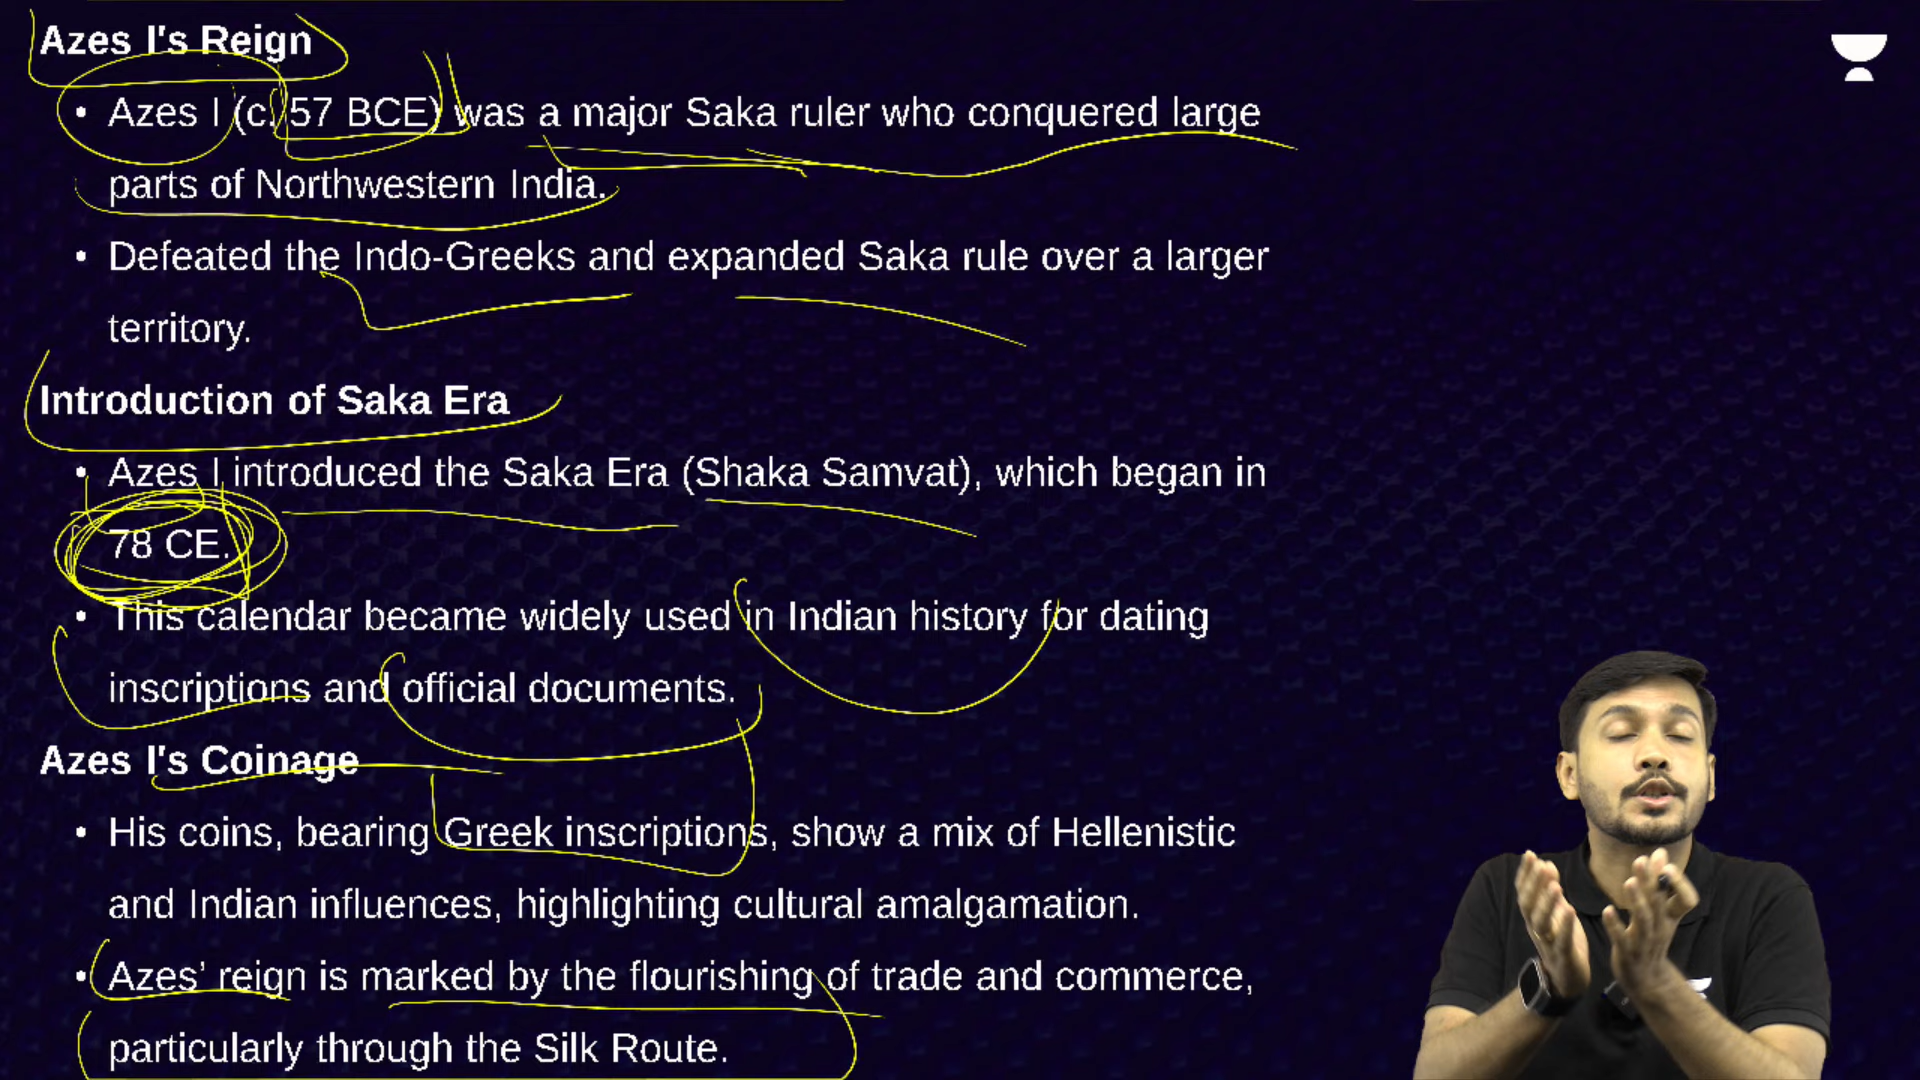 Azes I's Reign
• Azes I (c. 57 BCE) was a major Saka ruler who conquered large
parts of Northwestern India.
• Defeated the Indo-Greeks and expanded Saka rule over a larger
territory.
Introduction of Saka Era
• Azes I introduced the Saka Era (Shaka Samvat), which began in
78 CE.
• This calendar became widely used in Indian history for dating
inscriptions and official documents.
Azes I's Coinage
• His coins, bearing Greek inscriptions, show a mix of Hellenistic
and Indian influences, highlighting cultural amalgamation.
• Azes’ reign is marked by the flourishing of trade and commerce,
particularly through the Silk Route.